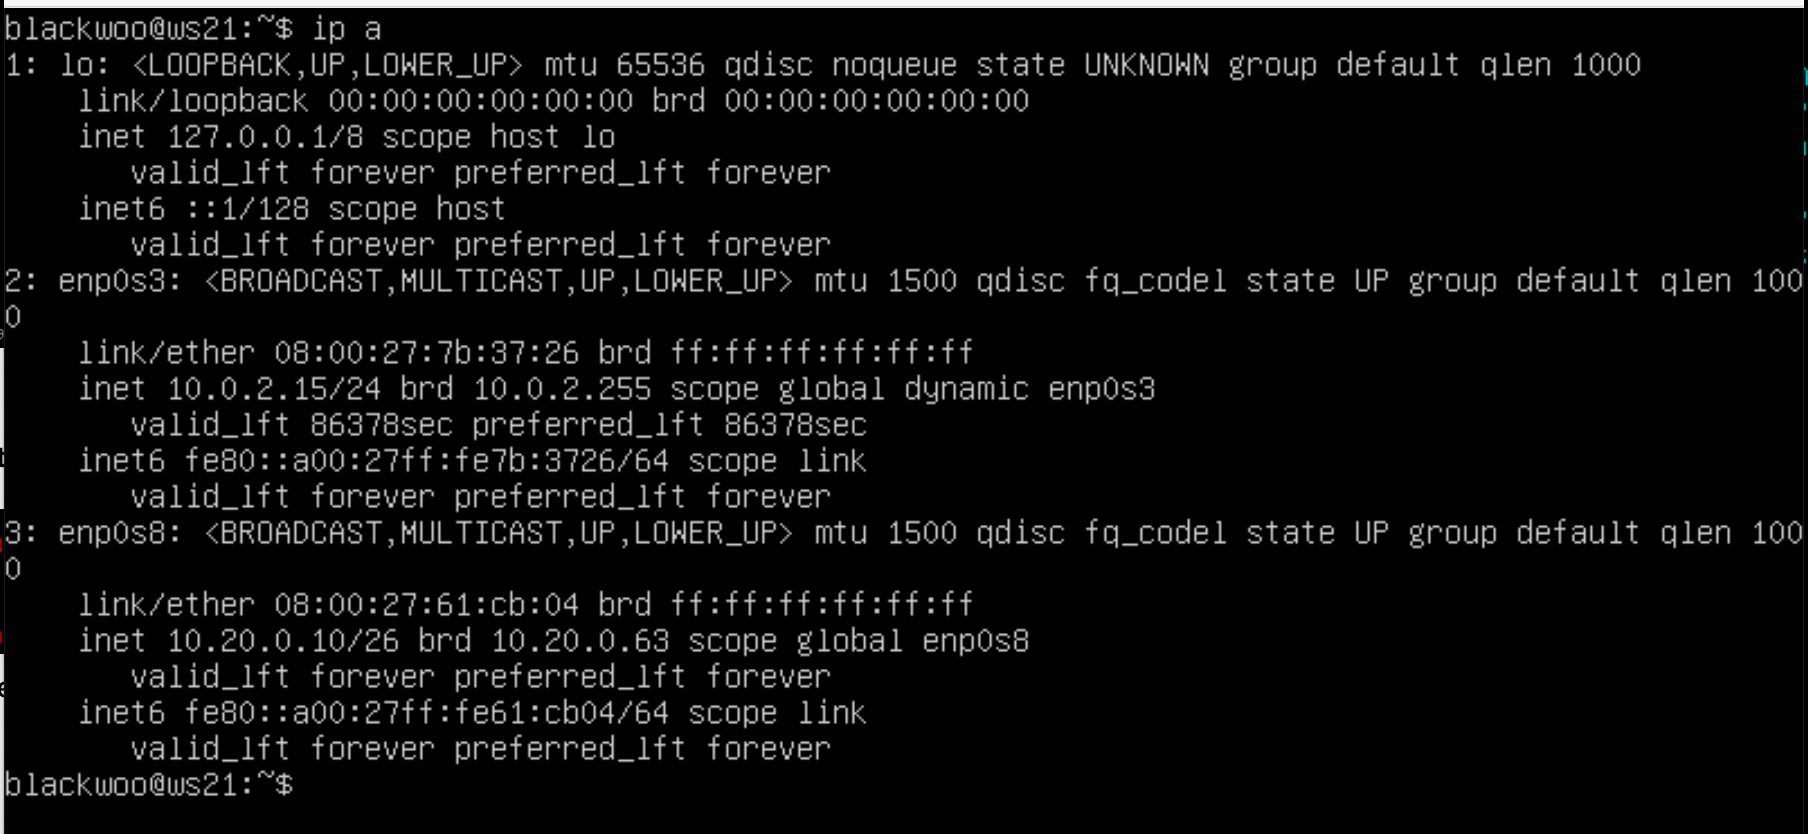 blackwoo@ws21:~$ ip a
1: lo: <LOOPBACK,UP,LOWER_UP> mtu 65536 qdisc noqueue state UNKNOWN group default qlen 1000
    link/loopback 00:00:00:00:00:00 brd 00:00:00:00:00:00
    inet 127.0.0.1/8 scope host lo
       valid_lft forever preferred_lft forever
    inet6 ::1/128 scope host
       valid_lft forever preferred_lft forever
2: enp0s3: <BROADCAST,MULTICAST,UP,LOWER_UP> mtu 1500 qdisc fq_codel state UP group default qlen 100
0
    link/ether 08:00:27:7b:37:26 brd ff:ff:ff:ff:ff:ff
    inet 10.0.2.15/24 brd 10.0.2.255 scope global dynamic enp0s3
       valid_lft 86378sec preferred_lft 86378sec
    inet6 fe80::a00:27ff:fe7b:3726/64 scope link
       valid_lft forever preferred_lft forever
3: enp0s8: <BROADCAST,MULTICAST,UP,LOWER_UP> mtu 1500 qdisc fq_codel state UP group default qlen 100
0
    link/ether 08:00:27:61:cb:04 brd ff:ff:ff:ff:ff:ff
    inet 10.20.0.10/26 brd 10.20.0.63 scope global enp0s8
       valid_lft forever preferred_lft forever
    inet6 fe80::a00:27ff:fe61:cb04/64 scope link
       valid_lft forever preferred_lft forever
blackwoo@ws21:~$